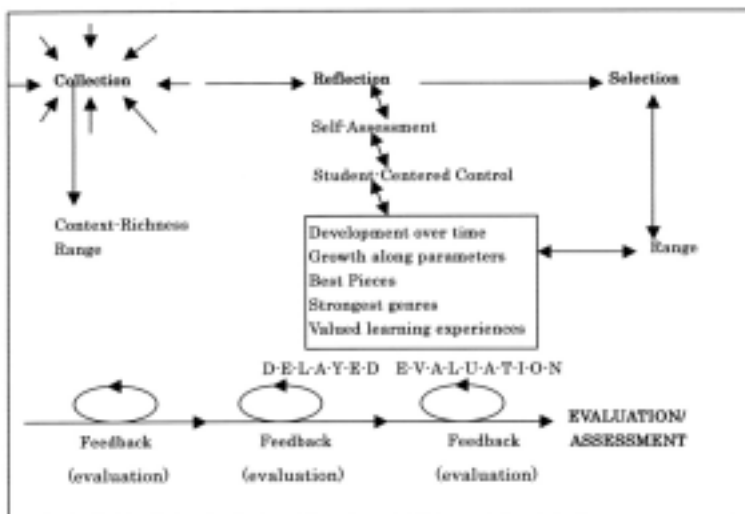 Collection Reflection Selection
Self-Assessment
Student-Centered Control
Context-Richness
Range
Development over time
Growth along parameters
Best Pieces
Strongest genres
Valued learning experiences
Range
D-E-L-A-Y-E-D E-V-A-L-U-A-T-I-O-N
Feedback Feedback Feedback
(evaluation) (evaluation) (evaluation)
EVALUATION/
ASSESSMENT